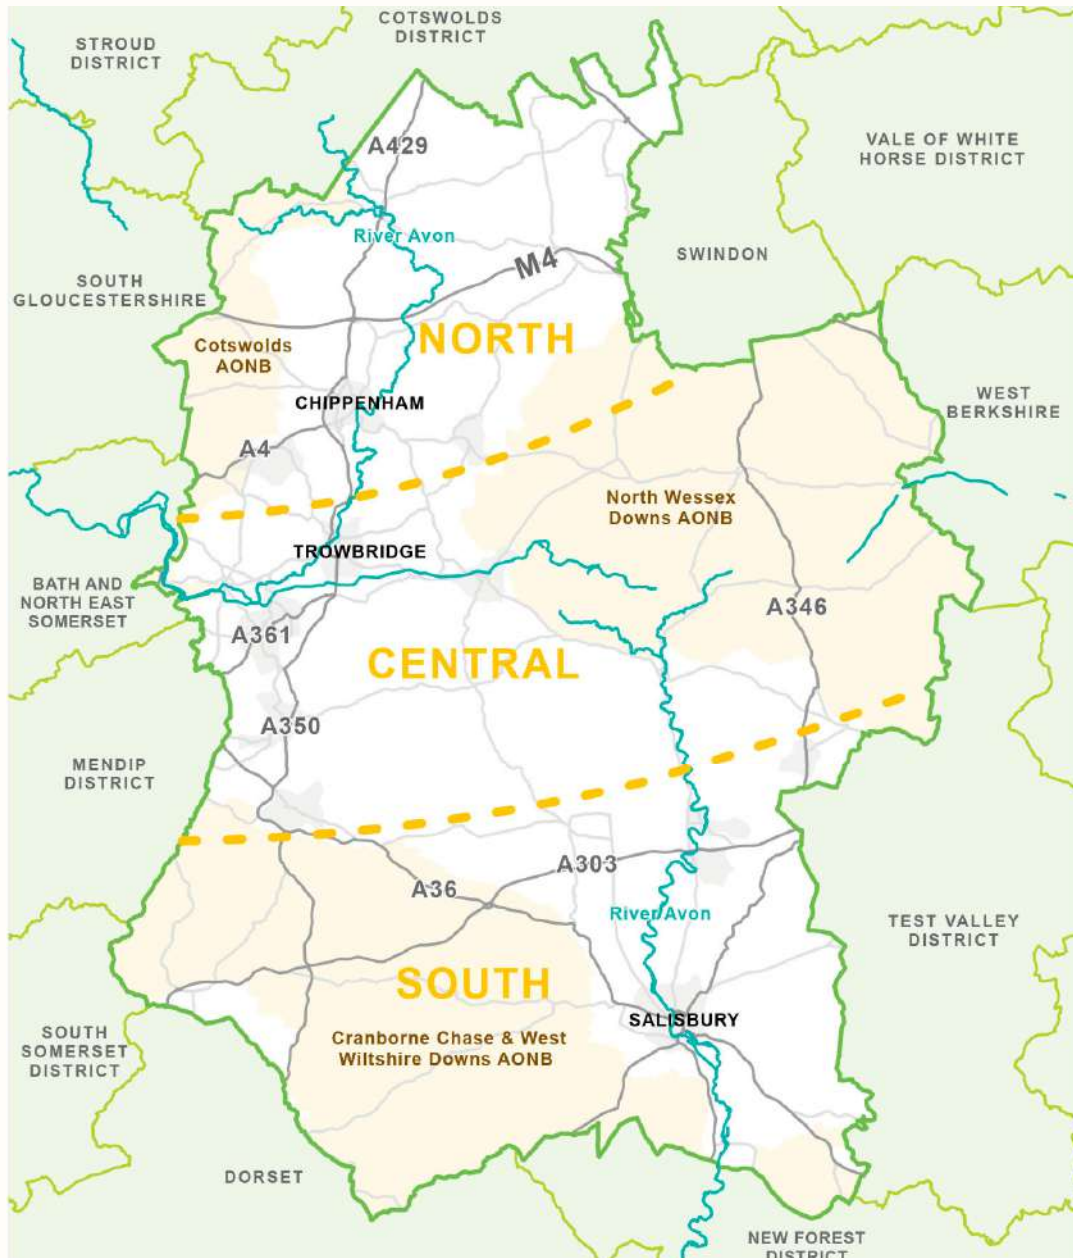 COTSWOLDS
DISTRICT
STROUD
DISTRICT
A429
VALE OF WHITE
HORSE DISTRICT
River Avon
SWINDON
M4
SOUTH
GLOUCESTERSHIRE
NORTH
Cotswolds
AONB
CHIPPENHAM
WEST
BERKSHIRE
A4
North Wessex
Downs AONB
TROWBRIDGE
BATH AND
NORTH EAST
SOMERSET
A346
A361
CENTRAL
A350
MENDIP
DISTRICT
A303
A36
River Avon
TEST VALLEY
DISTRICT
SOUTH
SALISBURY
SOUTH
SOMERSET
DISTRICT
Cranborne Chase & West
Wiltshire Downs AONB
DORSET
NEW FOREST
DISTRICT